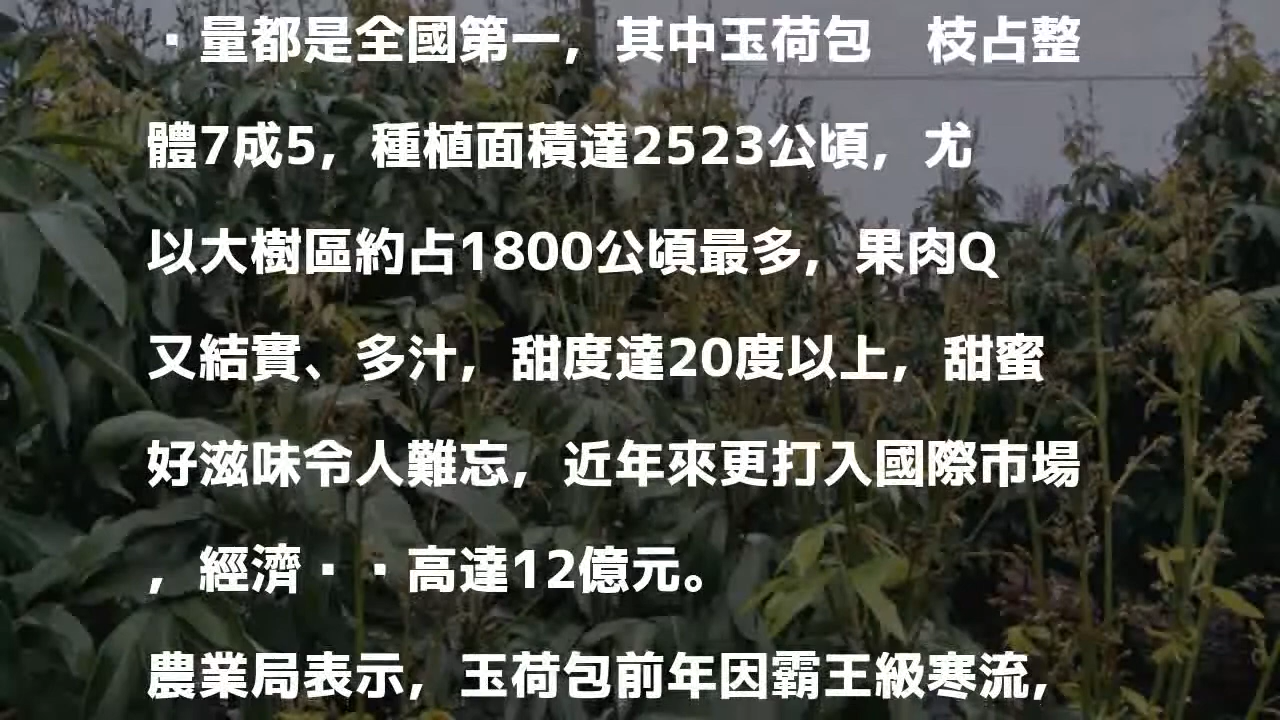 ·量都是全國第一，其中玉荷包　枝占整
體7成5，種植面積達2523公頃，尤
以大樹區約占1800公頃最多，果肉Q
又結實、多汁，甜度達20度以上，甜蜜
好滋味令人難忘，近年來更打入國際市場
，經濟··高達12億元。
農業局表示，玉荷包前年因霸王級寒流，